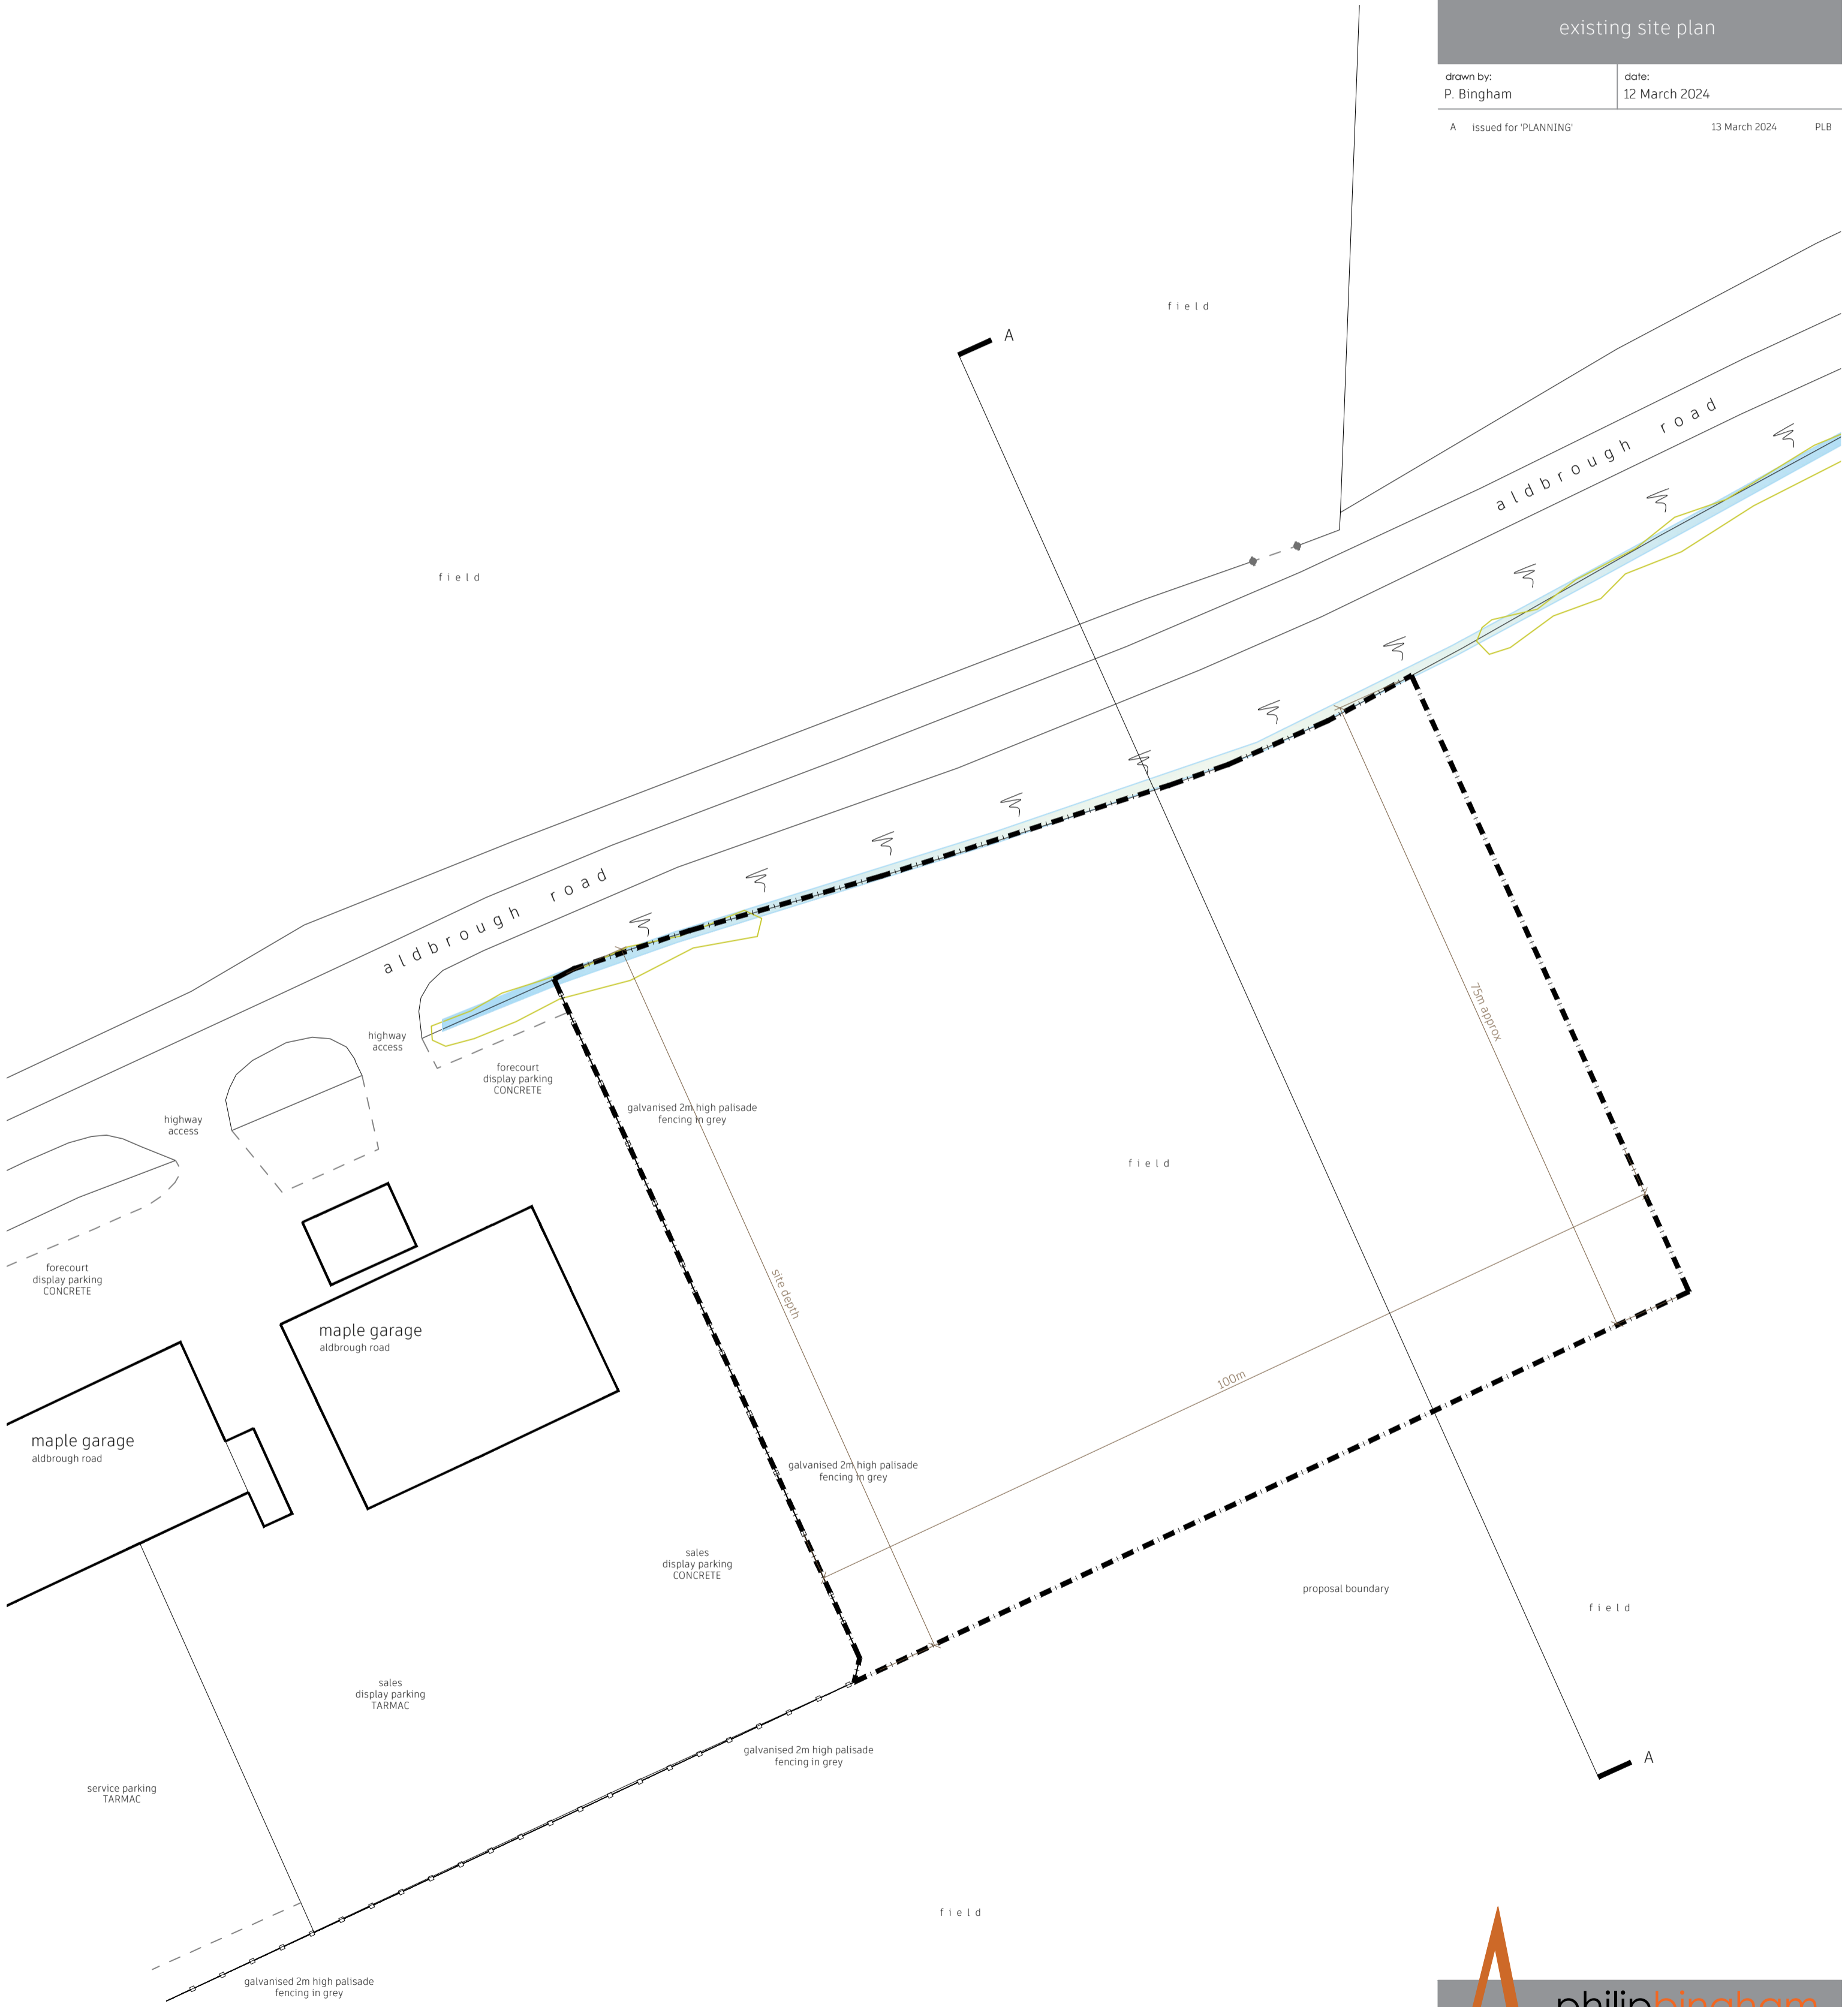 existing site plan
drawn by:
P. Bingham
date:
12 March 2024
A issued for 'PLANNING' 13 March 2024 PLB
field
A
aldbrough road
field
aldbrough road
highway
access
forecourt
display parking
CONCRETE
75m approx
galvanised 2m high palisade
fencing in grey
highway
access
field
forecourt
display parking
CONCRETE
site depth
maple garage
aldbrough road
100m
maple garage
aldbrough road
galvanised 2m high palisade
fencing in grey
sales
display parking
CONCRETE
proposal boundary
field
sales
display parking
TARMAC
galvanised 2m high palisade
fencing in grey
A
service parking
TARMAC
field
galvanised 2m high palisade
fencing in grey
philipbingham